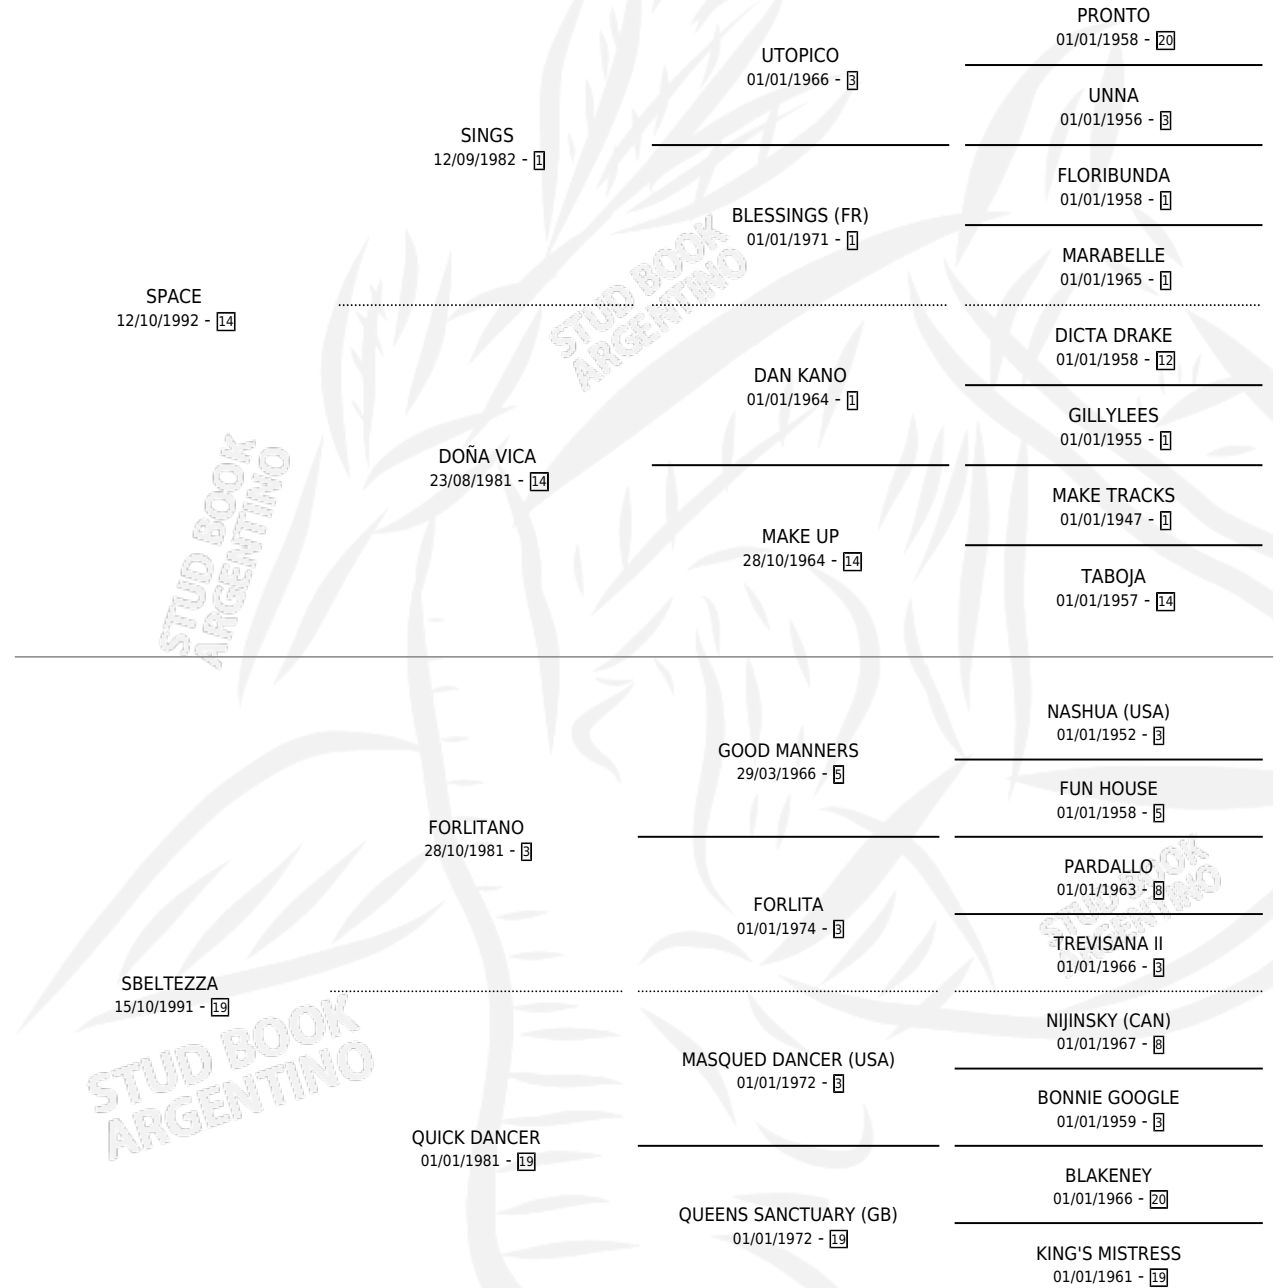 PRONTO
01/01/1958 - 20
UTOPICO
01/01/1966 - 3
UNNA
01/01/1956 - 3
SINGS
12/09/1982 - 1
FLORIBUNDA
01/01/1958 - 1
BLESSINGS (FR)
01/01/1971 - 1
MARABELLE
01/01/1965 - 1
SPACE
12/10/1992 - 14
STUD BOOK
ARGENTINO
DICTA DRAKE
01/01/1958 - 12
DAN KANO
01/01/1964 - 1
GILLYLEES
01/01/1955 - 1
DOÑA VICA
23/08/1981 - 14
MAKE TRACKS
01/01/1947 - 1
MAKE UP
28/10/1964 - 14
TABOJA
01/01/1957 - 14
STUD BOOK
ARGENTINO
NASHUA (USA)
01/01/1952 - 3
GOOD MANNERS
29/03/1966 - 5
FUN HOUSE
01/01/1958 - 5
FORLITANO
28/10/1981 - 3
PARDALLO
01/01/1963 - 8
FORLITA
01/01/1974 - 3
TREVISANA II
01/01/1966 - 3
STUD BOOK
ARGENTINO
SBELTEZZA
15/10/1991 - 19
NIJINSKY (CAN)
01/01/1967 - 8
MASQUED DANCER (USA)
01/01/1972 - 3
BONNIE GOOGLE
01/01/1959 - 3
STUD BOOK
ARGENTINO
QUICK DANCER
01/01/1981 - 19
BLAKENEY
01/01/1966 - 20
QUEENS SANCTUARY (GB)
01/01/1972 - 19
KING'S MISTRESS
01/01/1961 - 19